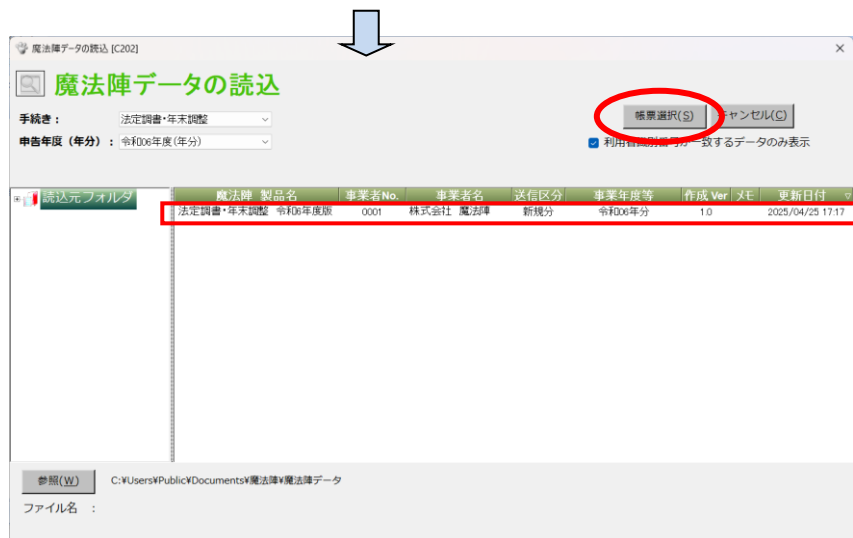 魔法陣データの読込 [C202]
魔法陣データの読込
手続き： 法定調書・年末調整
帳票選択(S) キャンセル(C)
申告年度（年分）： 令和06年度(年分)
利用者識別番号が一致するデータのみ表示
読込元フォルダ
魔法陣 製品名 事業者No. 事業者名 送信区分 事業年度等 作成 Ver メモ 更新日付
法定調書・年末調整 令和6年度版 0001 株式会社 魔法陣 新規分 令和06年分 1.0 2025/04/25 17:17
参照(W) C:¥Users¥Public¥Documents¥魔法陣¥魔法陣データ
ファイル名 ：